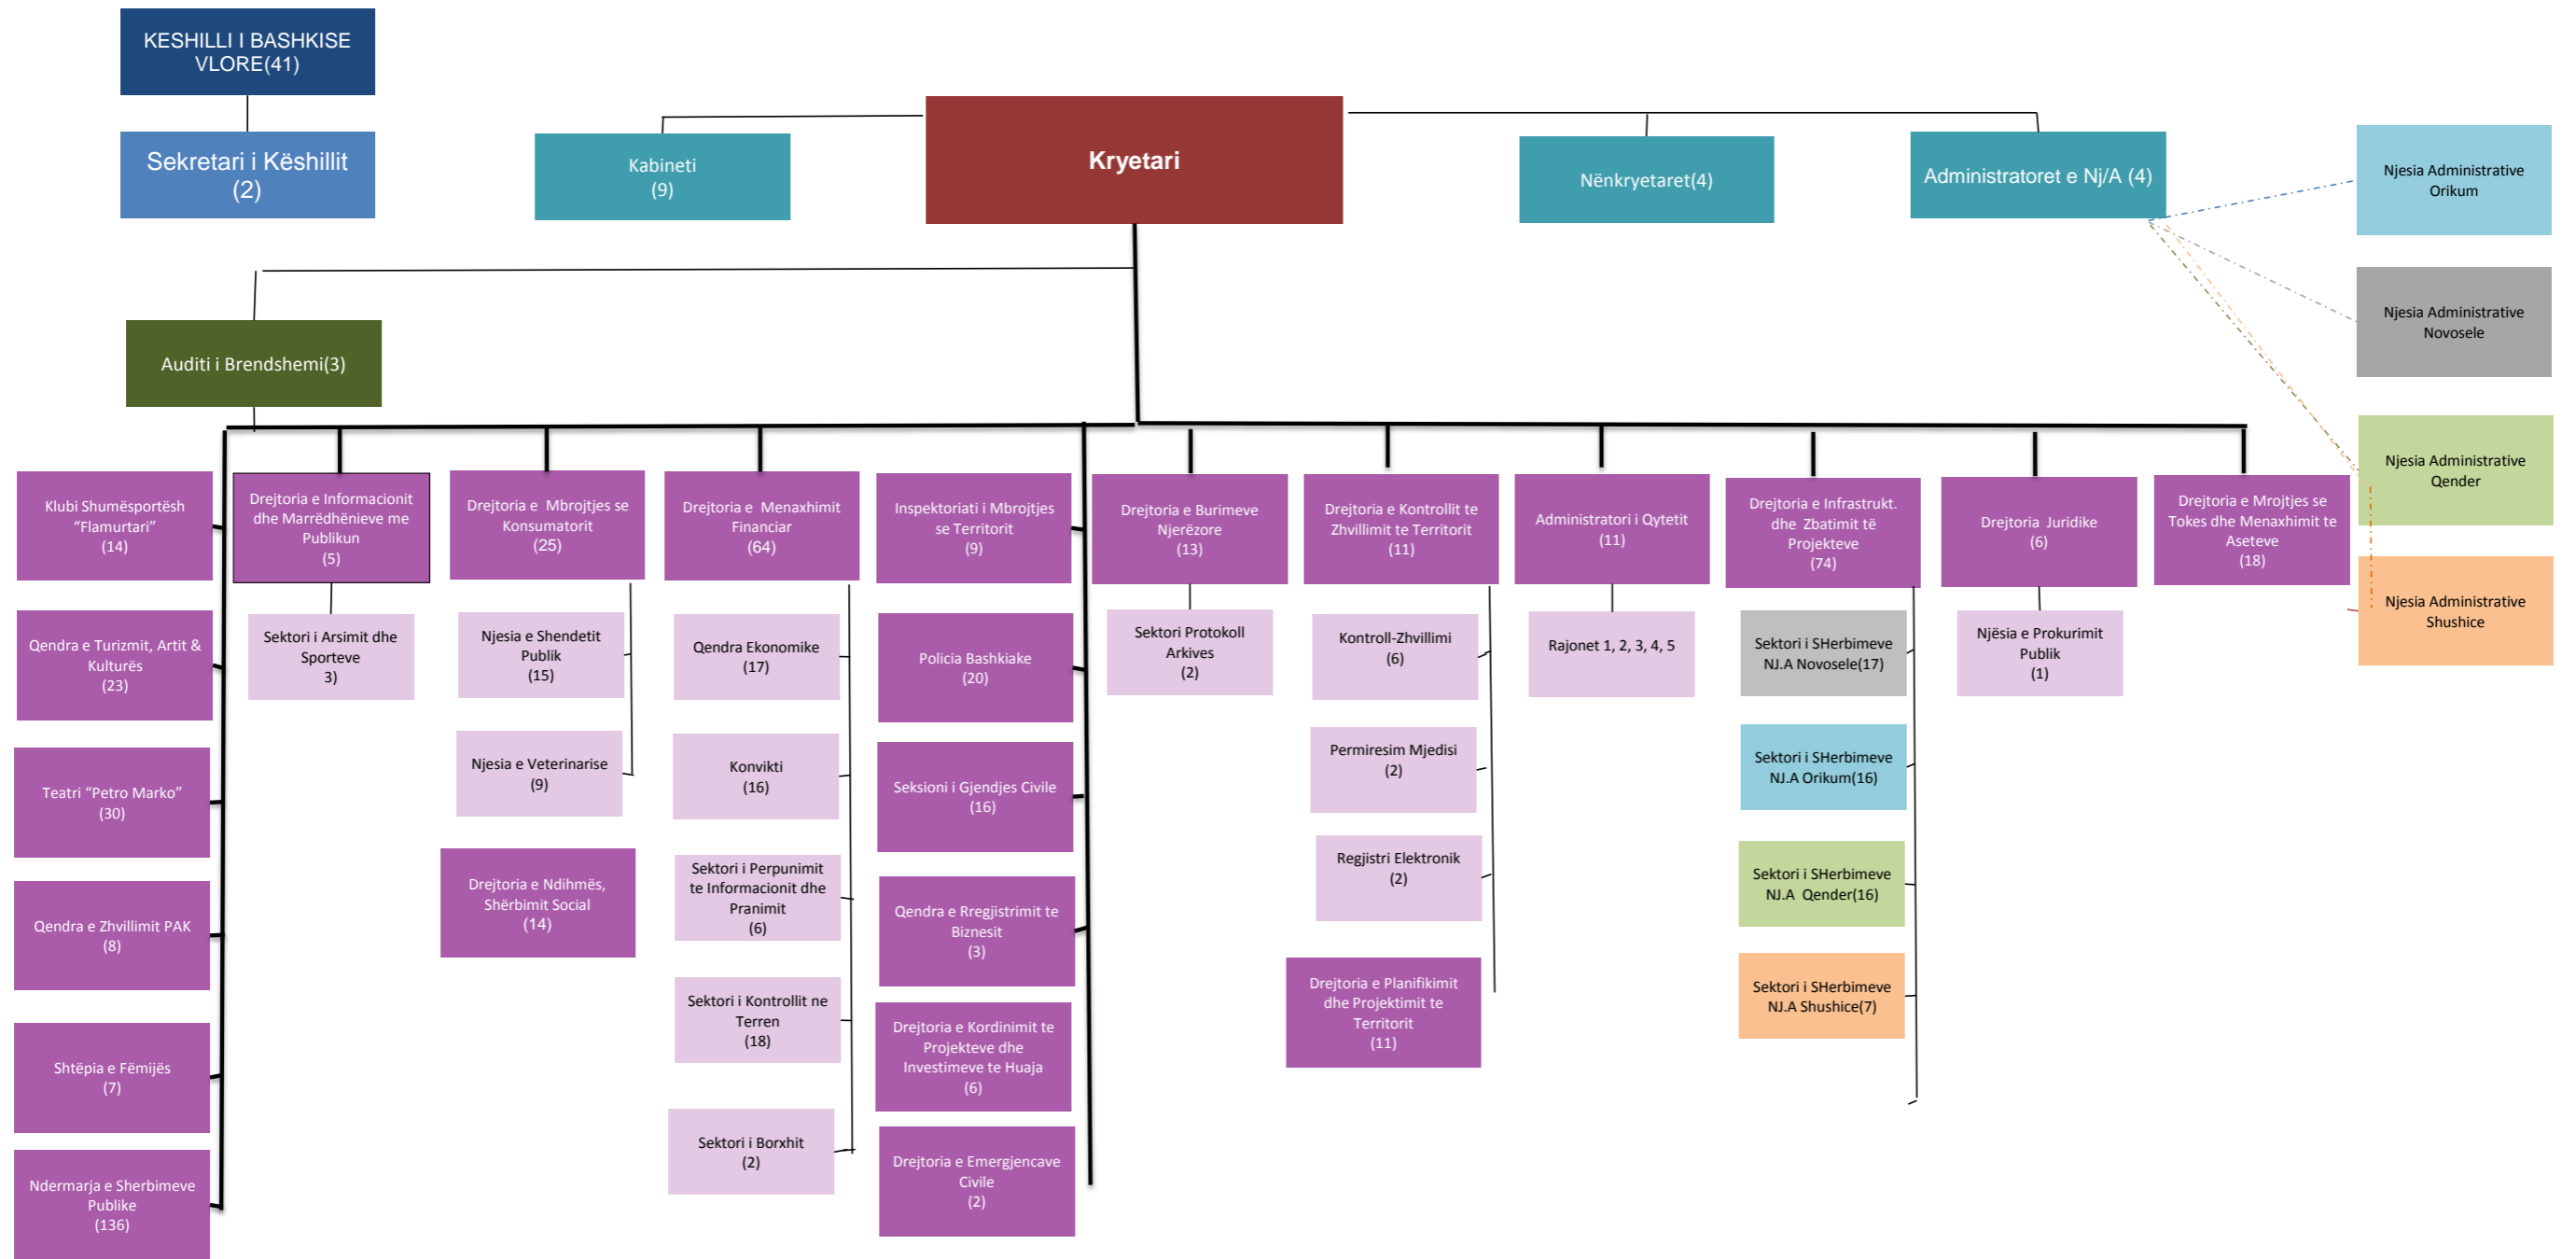 KESHILLI I BASHKISE
VLORE(41)
Sekretari i Këshillit
(2)
Kabineti
(9)
Kryetari
Nënkryetaret(4)
Administratoret e Nj/A (4)
Njesia Administrative
Orikum
Njesia Administrative
Novosele
Njesia Administrative
Qender
Njesia Administrative
Shushice
Auditi i Brendshemi(3)
Klubi Shumësportësh
“Flamurtari”
(14)
Qendra e Turizmit, Artit &
Kulturës
(23)
Teatri “Petro Marko”
(30)
Qendra e Zhvillimit PAK
(8)
Shtëpia e Fëmijës
(7)
Ndermarja e Sherbimeve
Publike
(136)
Drejtoria e Informacionit
dhe Marrëdhënieve me
Publikun
(5)
Sektori i Arsimit dhe
Sporteve
3)
Drejtoria e  Mbrojtjes se
Konsumatorit
(25)
Njesia e Shendetit
Publik
(15)
Njesia e Veterinarise
(9)
Drejtoria e Ndihmës,
Shërbimit Social
(14)
Drejtoria e  Menaxhimit
Financiar
(64)
Qendra Ekonomike
(17)
Konvikti
(16)
Sektori i Perpunimit
te Informacionit dhe
Pranimit
(6)
Sektori i Kontrollit ne
Terren
(18)
Sektori i Borxhit
(2)
Inspektoriati i Mbrojtjes
se Territorit
(9)
Policia Bashkiake
(20)
Seksioni i Gjendjes Civile
(16)
Qendra e Rregjistrimit te
Biznesit
(3)
Drejtoria e Kordinimit te
Projekteve dhe
Investimeve te Huaja
(6)
Drejtoria e Emergjencave
Civile
(2)
Drejtoria e Burimeve
Njerëzore
(13)
Sektori Protokoll
Arkives
(2)
Drejtoria e Kontrollit te
Zhvillimit te Territorit
(11)
Kontroll-Zhvillimi
(6)
Permiresim Mjedisi
(2)
Regjistri Elektronik
(2)
Drejtoria e Planifikimit
dhe Projektimit te
Territorit
(11)
Administratori i Qytetit
(11)
Rajonet 1, 2, 3, 4, 5
Drejtoria e Infrastrukt.
dhe  Zbatimit të
Projekteve
(74)
Sektori i SHerbimeve
NJ.A Novosele(17)
Sektori i SHerbimeve
NJ.A Orikum(16)
Sektori i SHerbimeve
NJ.A  Qender(16)
Sektori i SHerbimeve
NJ.A Shushice(7)
Drejtoria  Juridike
(6)
Njësia e Prokurimit
Publik
(1)
Drejtoria e Mrojtjes se
Tokes dhe Menaxhimit te
Aseteve
(18)